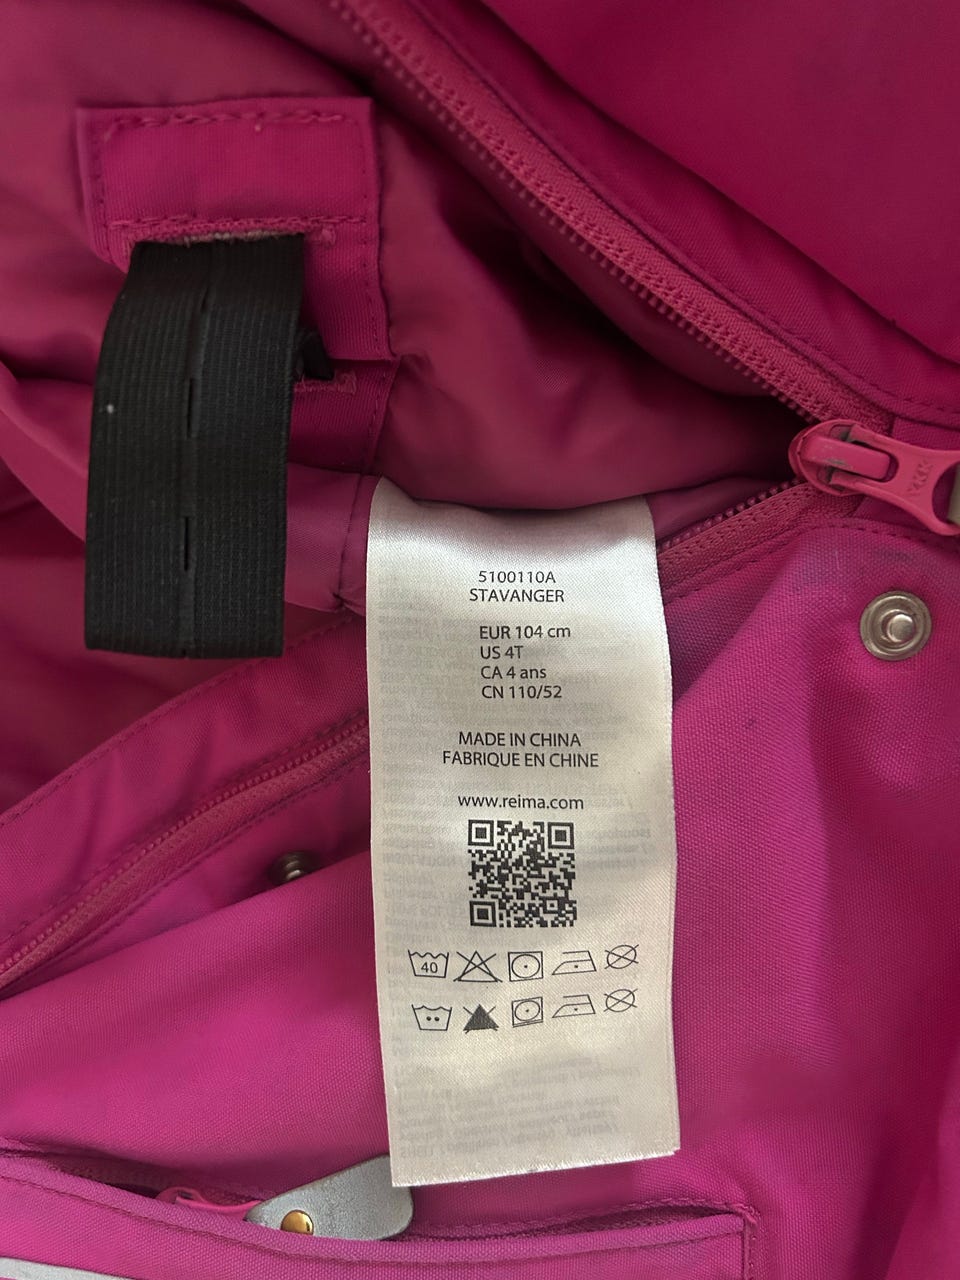 5100110A
STAVANGER
EUR 104 cm
US 4T
CA 4 ans
CN 110/52
MADE IN CHINA
FABRIQUE EN CHINE
www.reima.com
40
YKK